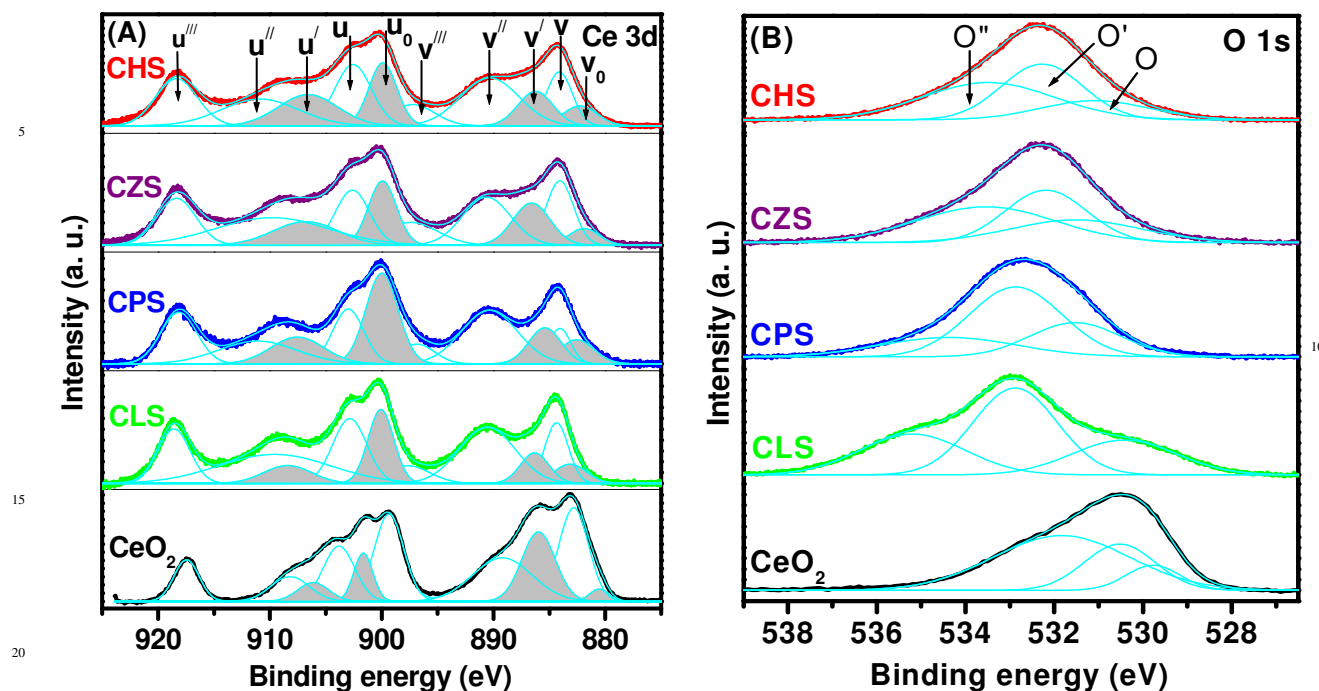 (A)
u///
u//
u/
u
u0
v///
v//
v/
v
v0
Ce 3d
CHS
CZS
CPS
CLS
CeO2
Intensity (a. u.)
920
910
900
890
880
Binding energy (eV)
(B)
O"
O'
O
O 1s
CHS
CZS
CPS
CLS
CeO2
Intensity (a. u.)
538
536
534
532
530
528
Binding energy (eV)
5
15
20